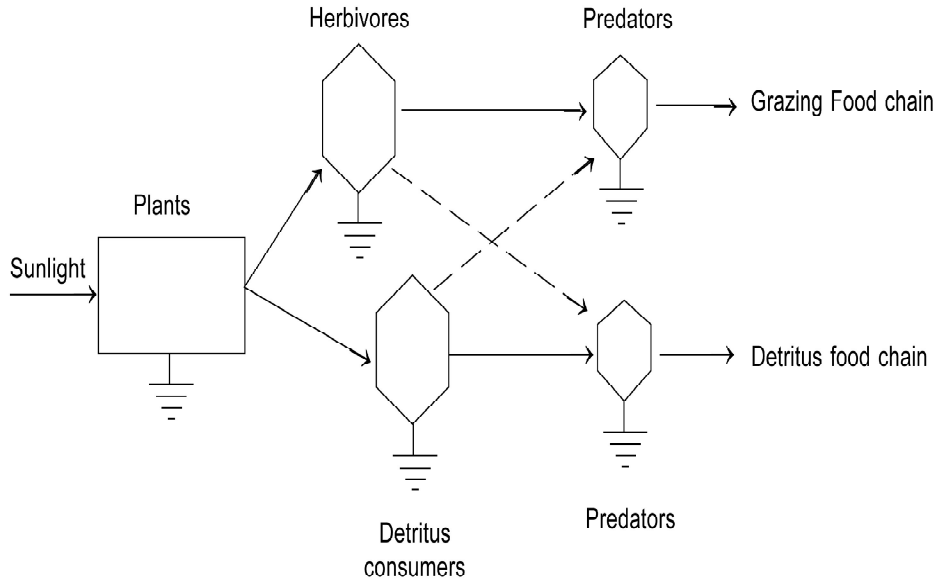 Herbivores
Predators
Grazing Food chain
Plants
Sunlight
Detritus food chain
Detritus
consumers
Predators